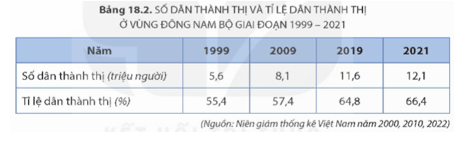 Bảng 18.2. SỐ DÂN THÀNH THỊ VÀ TỈ LỆ DÂN THÀNH THỊ
Ở VÙNG ĐÔNG NAM BỘ GIAI ĐOẠN 1999 – 2021
Năm 1999 2009 2019 2021
Số dân thành thị (triệu người) 5,6 8,1 11,6 12,1
Tỉ lệ dân thành thị (%) 55,4 57,4 64,8 66,4
(Nguồn: Niên giám thống kê Việt Nam năm 2000, 2010, 2022)